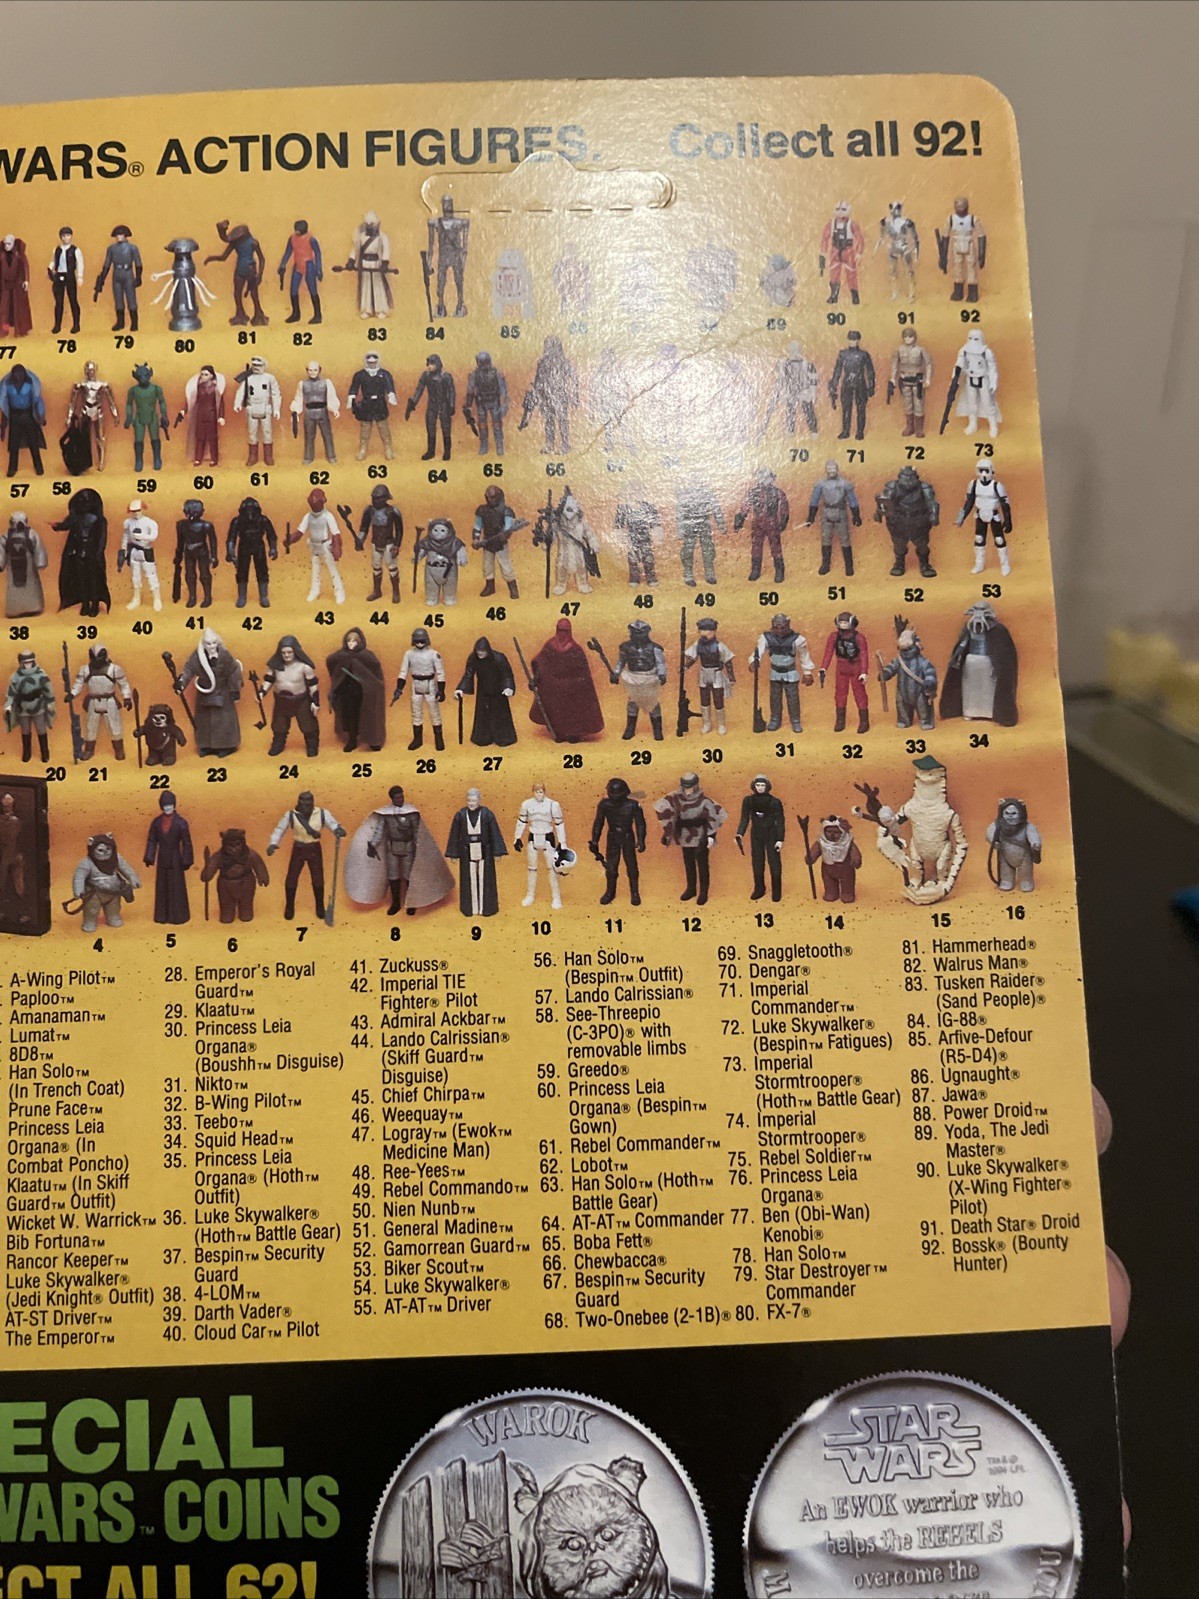 WARS® ACTION FIGURES. Collect all 92!
77 78 79 80 81 82 83 84 85 89 90 91 92
57 58 59 60 61 62 63 64 65 66 70 71 72 73
38 39 40 41 42 43 44 45 46 47 48 49 50 51 52 53
20 21 22 23 24 25 26 27 28 29 30 31 32 33 34
4 5 6 7 8 9 10 11 12 13 14 15 16
A-Wing Pilot™
Paploo™
Amanaman™
Lumat™
8D8™
Han Solo™
(In Trench Coat)
Prune Face™
Princess Leia
Organa® (In
Combat Poncho)
Klaatu™ (In Skiff
Guard™ Outfit)
Wicket W. Warrick™
Bib Fortuna™
Rancor Keeper™
Luke Skywalker®
(Jedi Knight® Outfit)
AT-ST Driver™
The Emperor™
28. Emperor's Royal
Guard™
29. Klaatu™
30. Princess Leia
Organa®
(Boushh™ Disguise)
31. Nikto™
32. B-Wing Pilot™
33. Teebo™
34. Squid Head™
35. Princess Leia
Organa® (Hoth™
Outfit)
36. Luke Skywalker®
(Hoth™ Battle Gear)
37. Bespin™ Security
Guard
38. 4-LOM™
39. Darth Vader®
40. Cloud Car™ Pilot
41. Zuckuss®
42. Imperial TIE
Fighter® Pilot
43. Admiral Ackbar™
44. Lando Calrissian®
(Skiff Guard™
Disguise)
45. Chief Chirpa™
46. Weequay™
47. Logray™ (Ewok™
Medicine Man)
48. Ree-Yees™
49. Rebel Commando™
50. Nien Nunb™
51. General Madine™
52. Gamorrean Guard™
53. Biker Scout™
54. Luke Skywalker®
55. AT-AT™ Driver
56. Han Solo™
(Bespin™ Outfit)
57. Lando Calrissian®
58. See-Threepio
(C-3PO)® with
removable limbs
59. Greedo®
60. Princess Leia
Organa® (Bespin™
Gown)
61. Rebel Commander™
62. Lobot™
63. Han Solo™ (Hoth™
Battle Gear)
64. AT-AT™ Commander
65. Boba Fett®
66. Chewbacca®
67. Bespin™ Security
Guard
68. Two-Onebee (2-1B)®
69. Snaggletooth®
70. Dengar®
71. Imperial
Commander™
72. Luke Skywalker®
(Bespin™ Fatigues)
73. Imperial
Stormtrooper®
(Hoth™ Battle Gear)
74. Imperial
Stormtrooper®
75. Rebel Soldier™
76. Princess Leia
Organa®
77. Ben (Obi-Wan)
Kenobi®
78. Han Solo™
79. Star Destroyer™
Commander
80. FX-7®
81. Hammerhead®
82. Walrus Man®
83. Tusken Raider®
(Sand People)®
84. IG-88®
85. Arfive-Defour
(R5-D4)®
86. Ugnaught®
87. Jawa®
88. Power Droid™
89. Yoda, The Jedi
Master®
90. Luke Skywalker®
(X-Wing Fighter®
Pilot)
91. Death Star® Droid
92. Bossk® (Bounty
Hunter)
ECIAL
WARS™ COINS
ECT ALL 62!
WAROK
STAR
WARS
An EWOK warrior who
helps the REBELS
overcome the
YOU